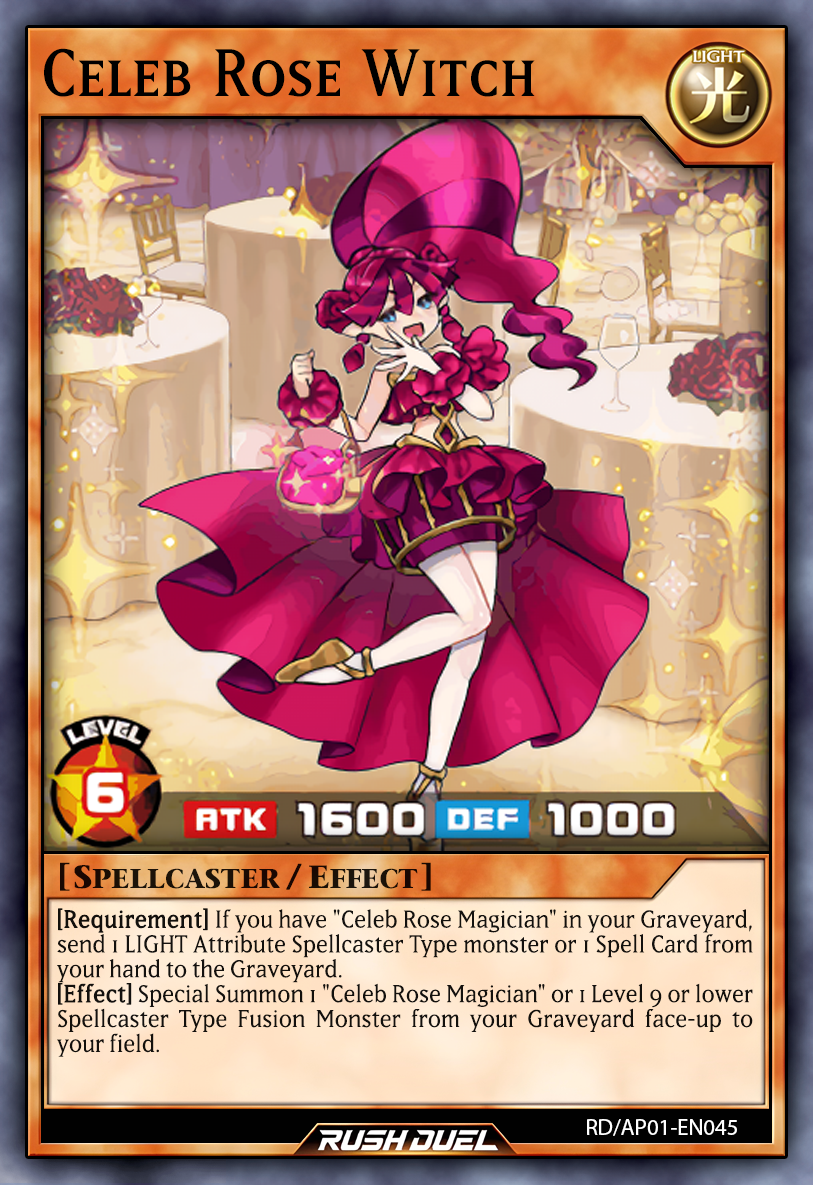 Celeb Rose Witch
LIGHT
光
LEVEL
6
ATK 1600 DEF 1000
[Spellcaster / Effect]
[Requirement] If you have "Celeb Rose Magician" in your Graveyard,
send 1 LIGHT Attribute Spellcaster Type monster or 1 Spell Card from
your hand to the Graveyard.
[Effect] Special Summon 1 "Celeb Rose Magician" or 1 Level 9 or lower
Spellcaster Type Fusion Monster from your Graveyard face-up to
your field.
RD/AP01-EN045
RUSH DUEL